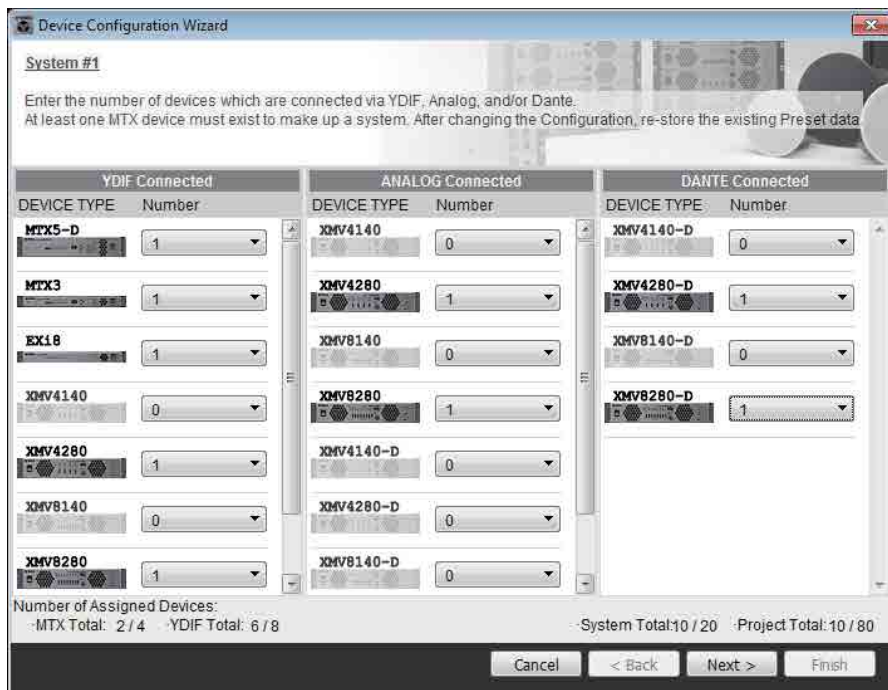 Device Configuration Wizard
System #1
Enter the number of devices which are connected via YDIF, Analog, and/or Dante.
At least one MTX device must exist to make up a system. After changing the Configuration, re-store the existing Preset data.
YDIF Connected
DEVICE TYPE Number
MTX5-D 1
MTX3 1
EXi8 1
XMV4140 0
XMV4280 1
XMV8140 0
XMV8280 1
ANALOG Connected
DEVICE TYPE Number
XMV4140 0
XMV4280 1
XMV8140 0
XMV8280 1
XMV4140-D 0
XMV4280-D 0
XMV8140-D 0
DANTE Connected
DEVICE TYPE Number
XMV4140-D 0
XMV4280-D 1
XMV8140-D 0
XMV8280-D 1
Number of Assigned Devices:
·MTX Total: 2 / 4 ·YDIF Total: 6 / 8 ·System Total:10 / 20 ·Project Total: 10 / 80
Cancel < Back Next > Finish